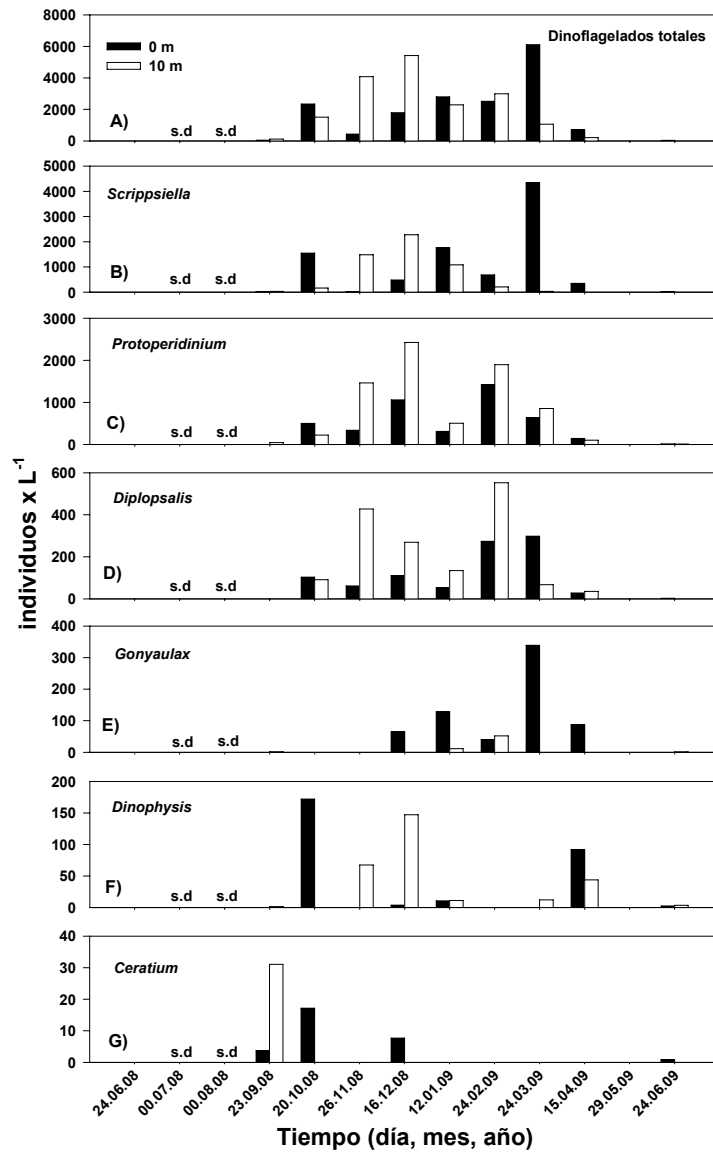 8000
Dinoflagelados totales
0 m
6000
10 m
4000
2000
A)
s.d s.d
0
5000
Scrippsiella
4000
3000
2000
1000
B)
s.d s.d
0
3000
Protoperidinium
2000
1000
C)
s.d s.d
0
600
Diplopsalis
400
200
D)
s.d s.d
0
400
Gonyaulax
300
200
100
E)
s.d s.d
0
200
Dinophysis
150
100
50
F)
s.d s.d
0
40
Ceratium
30
20
10
G)
s.d s.d
0
individuos x L-1
24.06.08 00.07.08 00.08.08 23.09.08 20.10.08 26.11.08 16.12.08 12.01.09 24.02.09 24.03.09 15.04.09 29.05.09 24.06.09
Tiempo (día, mes, año)